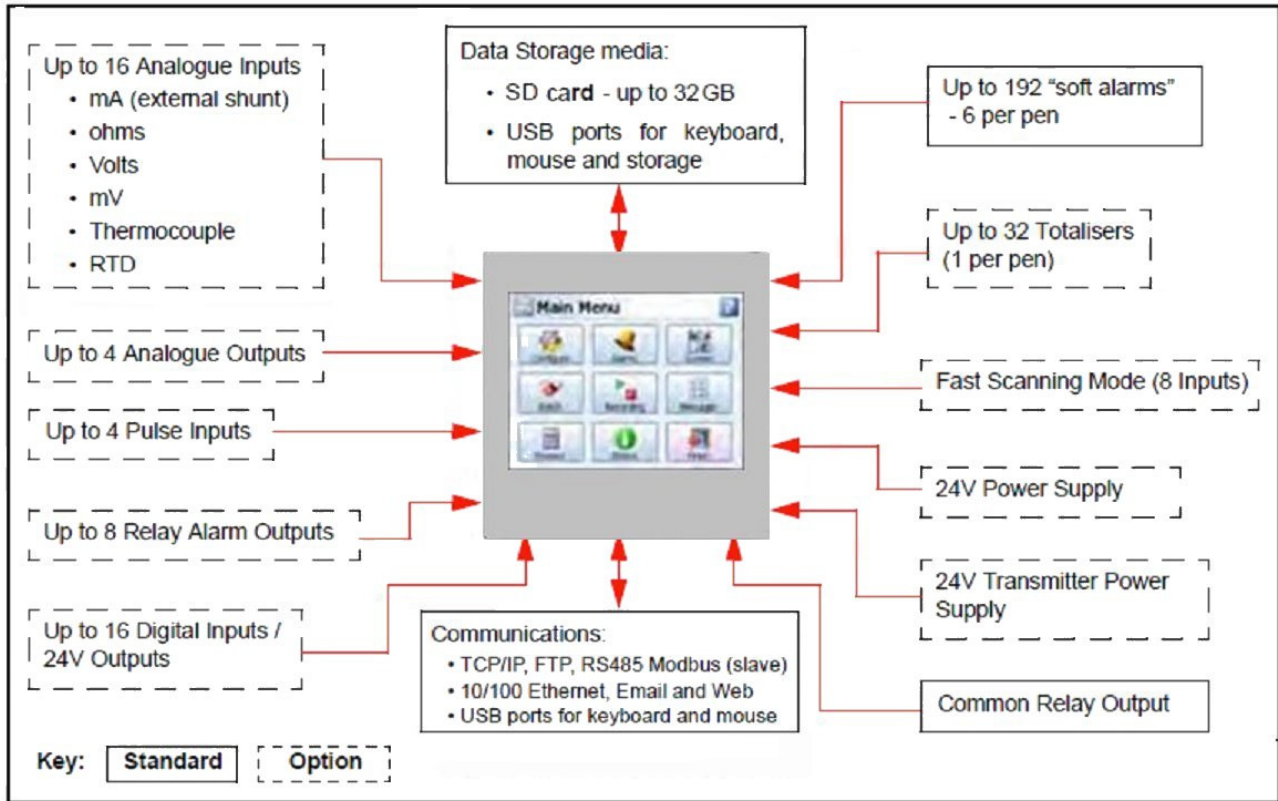 Up to 16 Analogue Inputs
• mA (external shunt)
• ohms
• Volts
• mV
• Thermocouple
• RTD
Up to 4 Analogue Outputs
Up to 4 Pulse Inputs
Up to 8 Relay Alarm Outputs
Up to 16 Digital Inputs /
24V Outputs
Data Storage media:
• SD card - up to 32GB
• USB ports for keyboard,
mouse and storage
Main Menu
?
Communications:
• TCP/IP, FTP, RS485 Modbus (slave)
• 10/100 Ethernet, Email and Web
• USB ports for keyboard and mouse
Up to 192 “soft alarms”
- 6 per pen
Up to 32 Totalisers
(1 per pen)
Fast Scanning Mode (8 Inputs)
24V Power Supply
24V Transmitter Power
Supply
Common Relay Output
Key: Standard Option